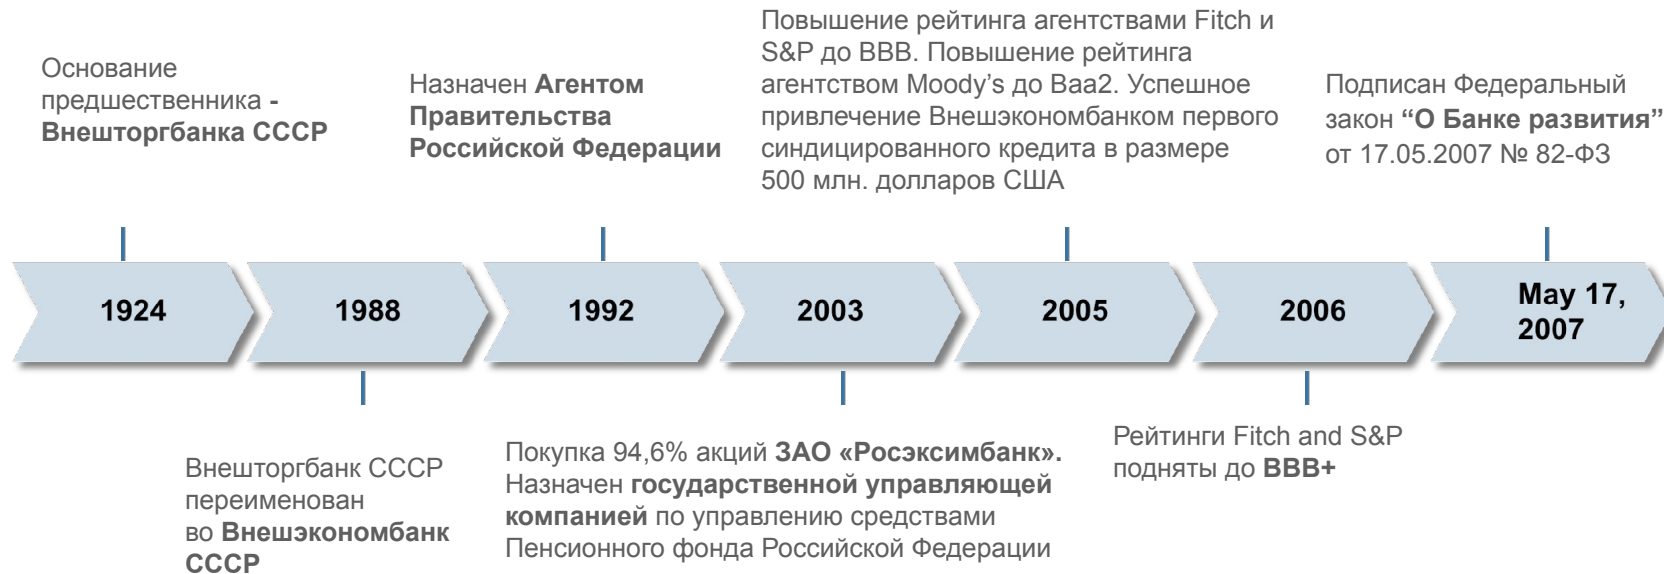 Основание
предшественника -
Внешторгбанка СССР
Назначен Агентом
Правительства
Российской Федерации
Повышение рейтинга агентствами Fitch и
S&P до BBB. Повышение рейтинга
агентством Moody’s до Baa2. Успешное
привлечение Внешэкономбанком первого
синдицированного кредита в размере
500 млн. долларов США
Подписан Федеральный
закон “О Банке развития”
от 17.05.2007 № 82-ФЗ
1924
1988
1992
2003
2005
2006
May 17,
2007
Внешторгбанк СССР
переименован
во Внешэкономбанк
СССР
Покупка 94,6% акций ЗАО «Росэксимбанк».
Назначен государственной управляющей
компанией по управлению средствами
Пенсионного фонда Российской Федерации
Рейтинги Fitch and S&P
подняты до BBB+